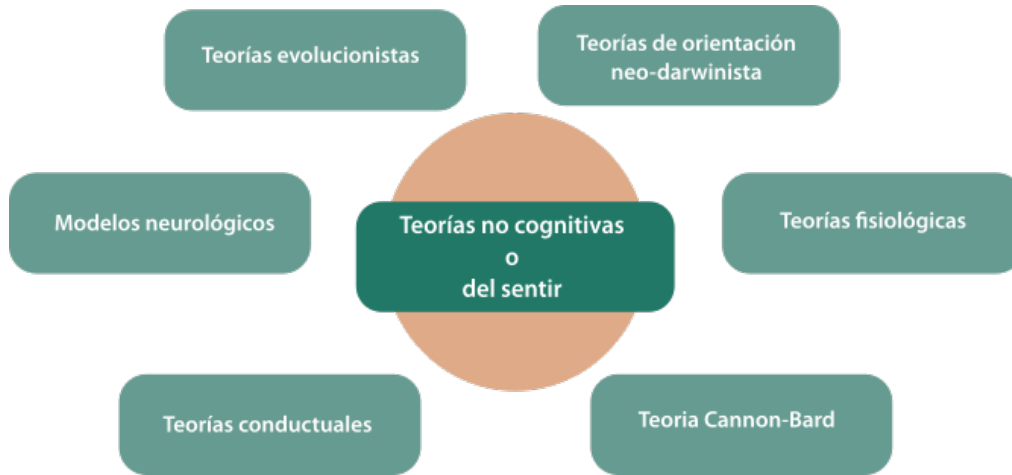 Teorías evolucionistas
Teorías de orientación
neo-darwinista
Modelos neurológicos
Teorías no cognitivas
o
del sentir
Teorías fisiológicas
Teorías conductuales
Teoria Cannon-Bard